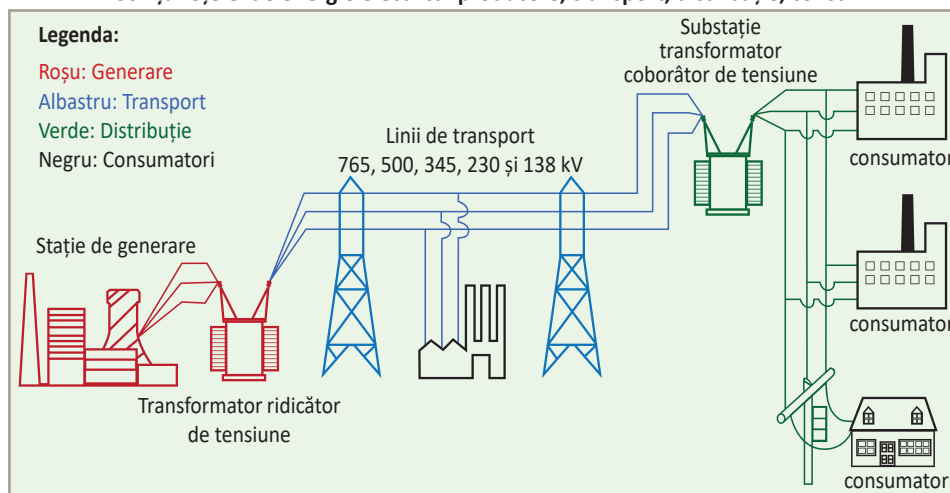 Legenda:
Roșu: Generare
Albastru: Transport
Verde: Distribuție
Negru: Consumatori
Substație
transformator
coborâtor de tensiune
Linii de transport
765, 500, 345, 230 și 138 kV
Stație de generare
Transformator ridicător
de tensiune
consumator
consumator
consumator